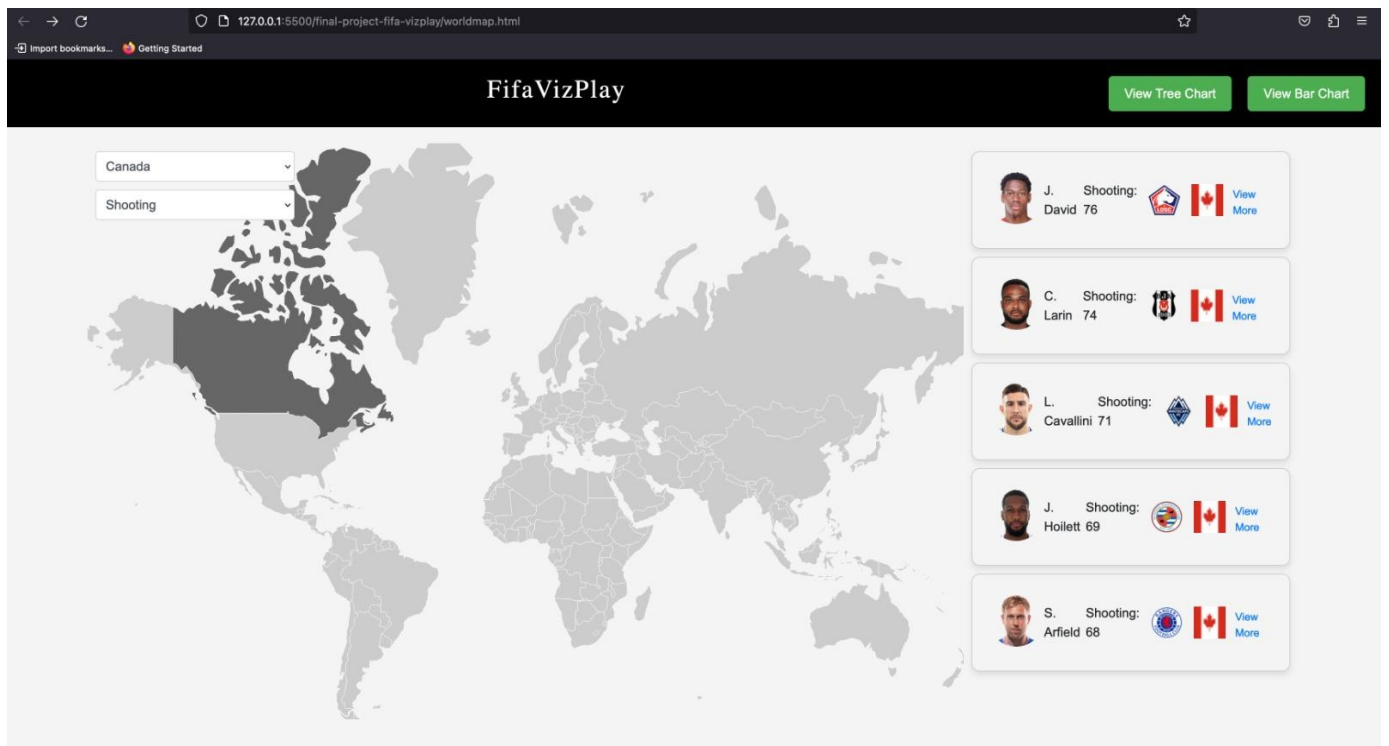 127.0.0.1:5500/final-project-fifa-vizplay/worldmap.html
Import bookmarks... Getting Started
FifaVizPlay
View Tree Chart
View Bar Chart
Canada
Shooting
J. Shooting: View
David 76 More
C. Shooting: View
Larin 74 More
L. Shooting: View
Cavallini 71 More
J. Shooting: View
Hoilett 69 More
S. Shooting: View
Arfield 68 More